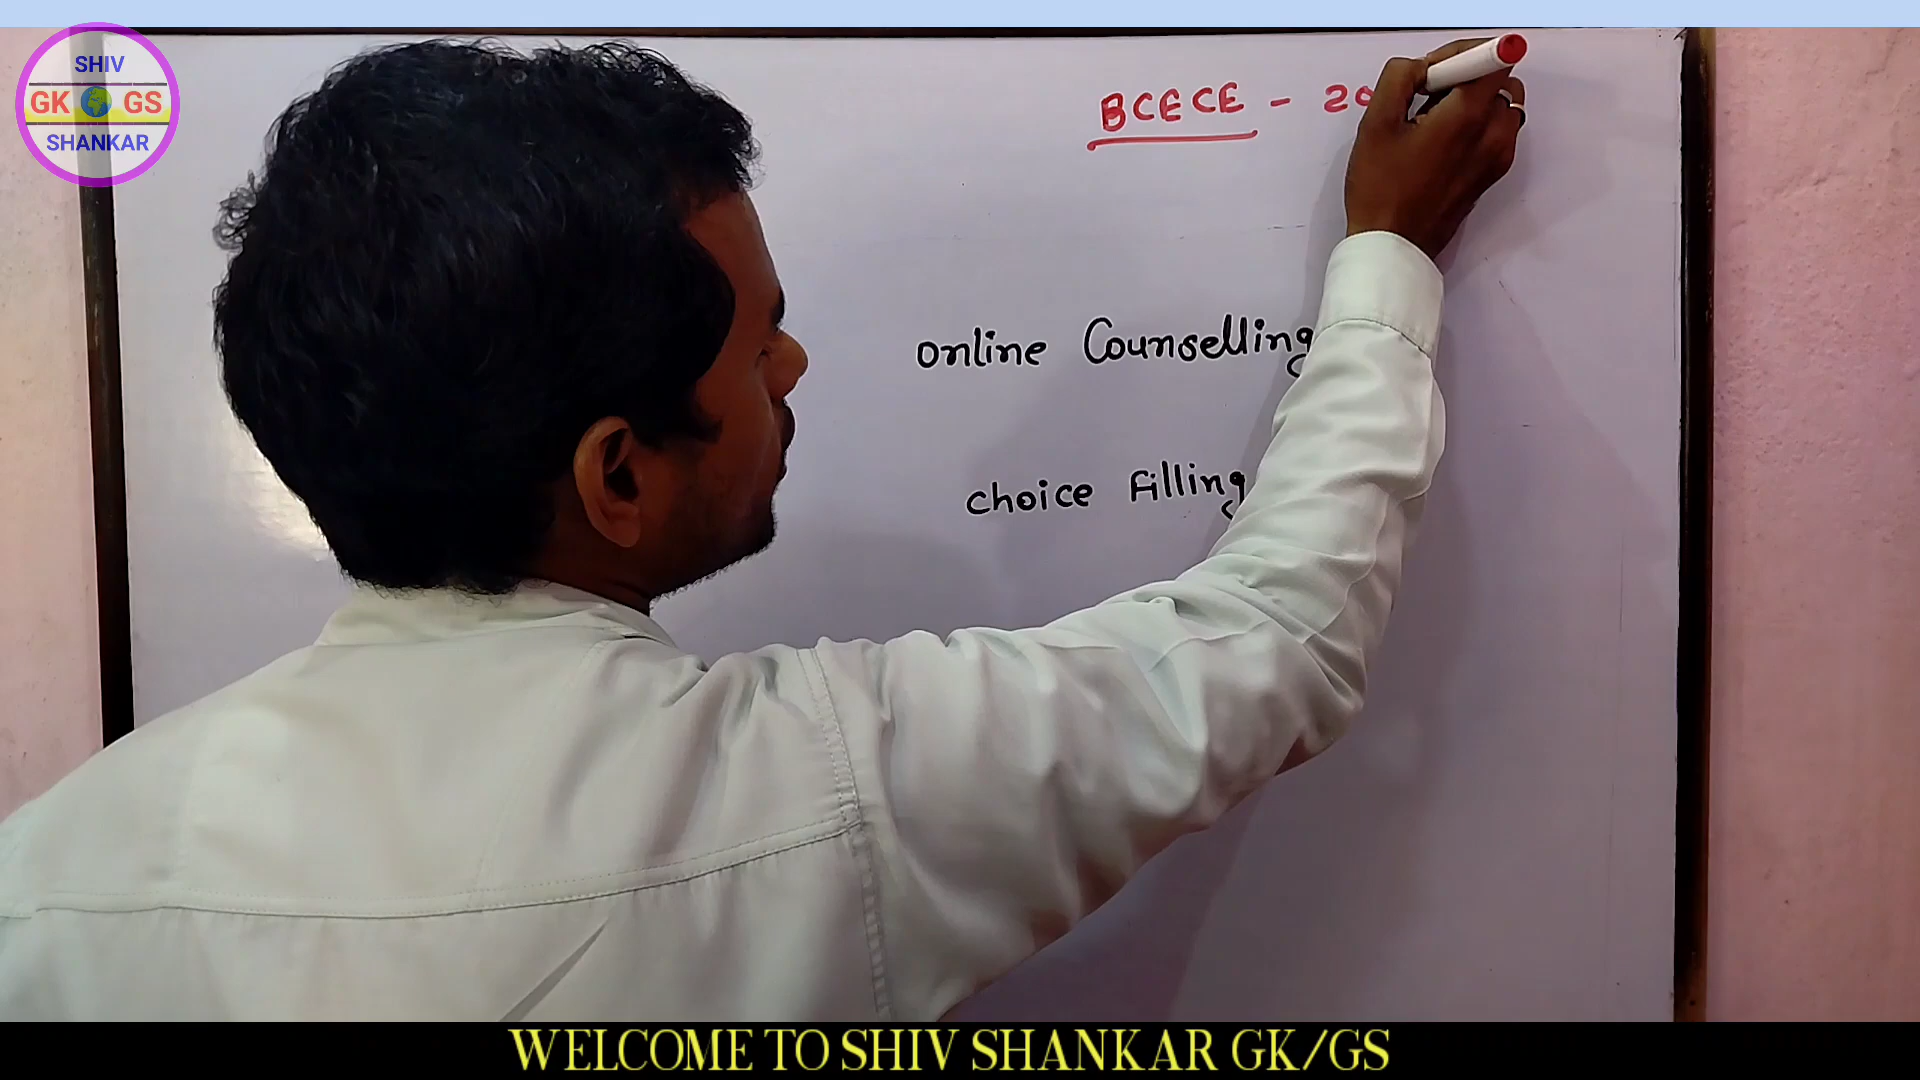 SHIV
GK GS
SHANKAR
BCECE - 20
Online Counselling
Choice Filling
WELCOME TO SHIV SHANKAR GK/GS